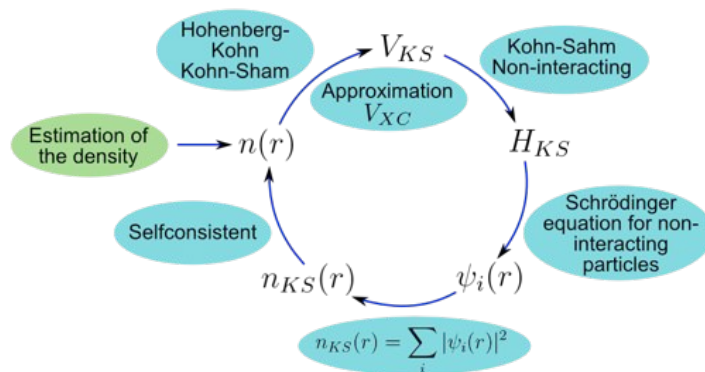 Hohenberg-
Kohn
Kohn-Sham
V_{KS}
Kohn-Sahm
Non-interacting
Approximation
V_{XC}
Estimation of
the density
n(r)
H_{KS}
Selfconsistent
Schrödinger
equation for non-
interacting
particles
n_{KS}(r)
ψ_i(r)
n_{KS}(r) = \sum_i |ψ_i(r)|^2